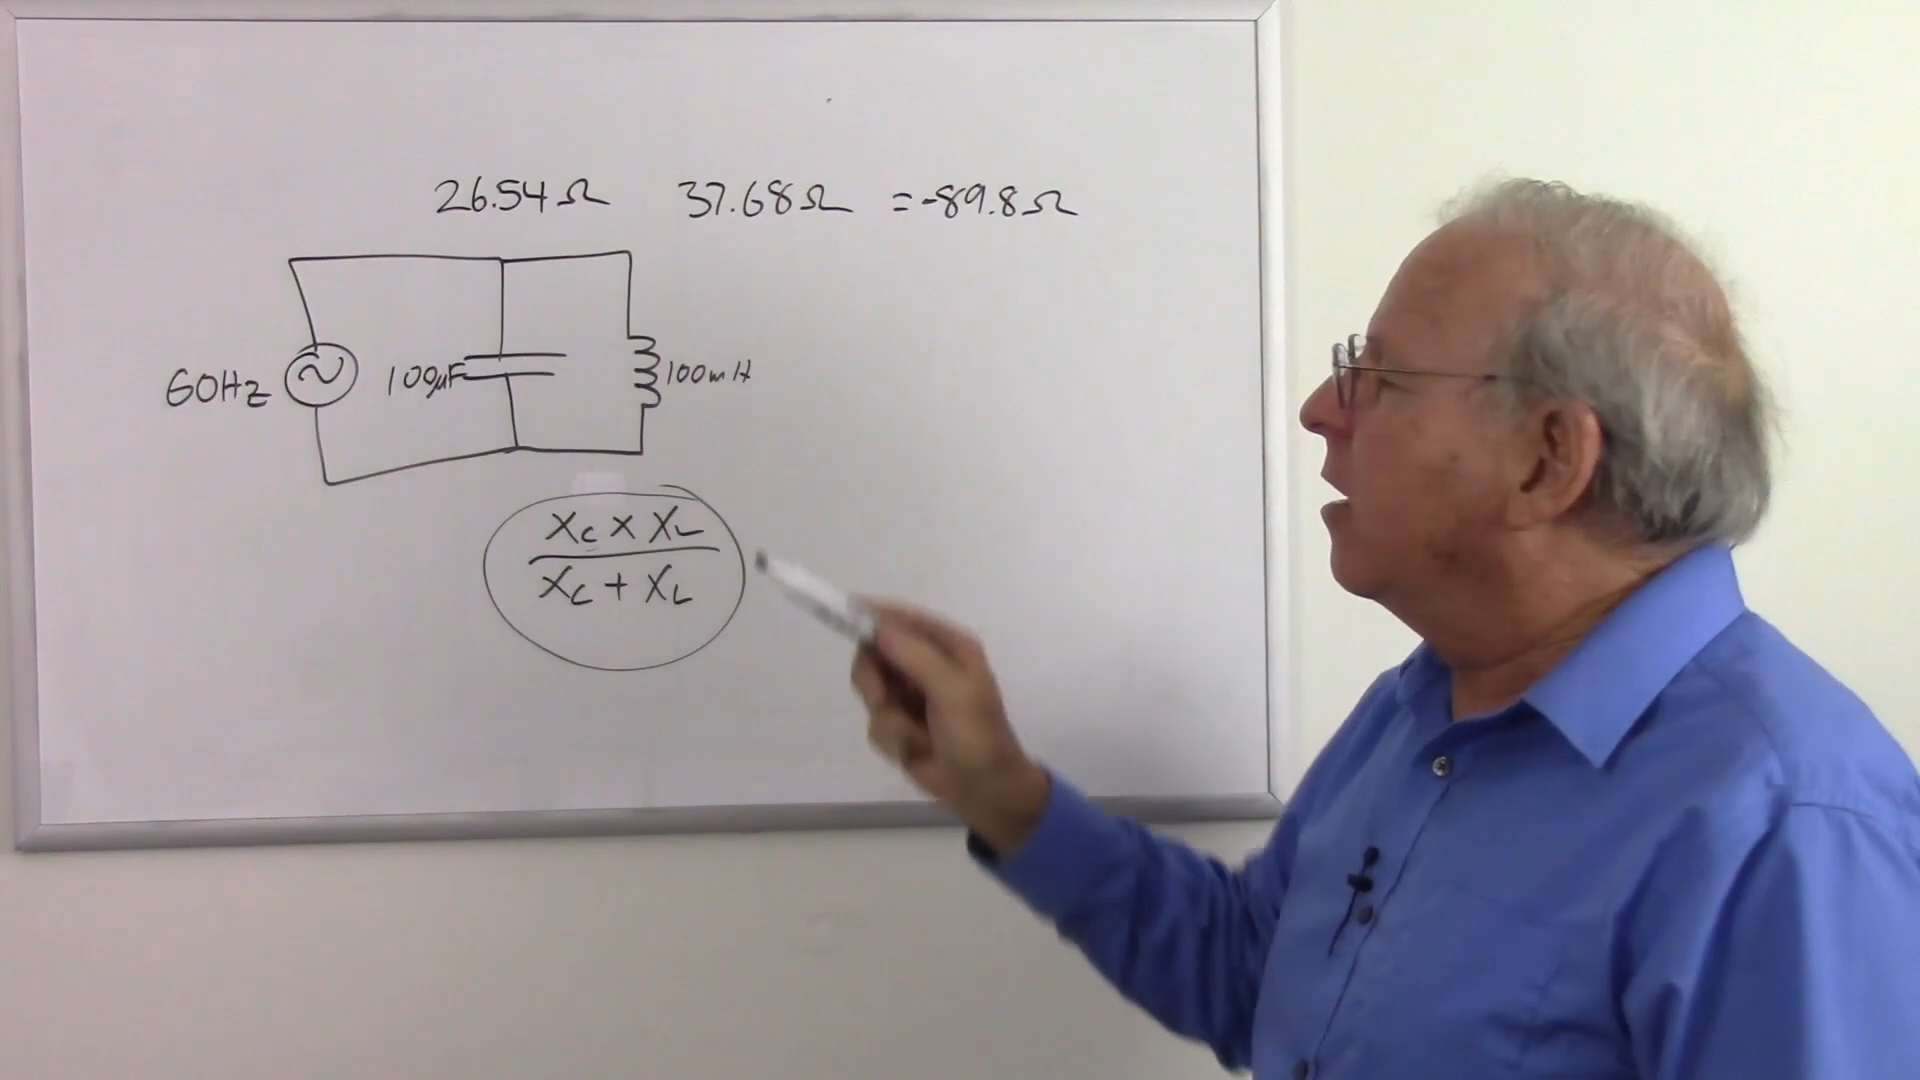 26.54Ω 37.68Ω =-89.8Ω
60Hz 100µF 100mH
Xc x XL
Xc + XL